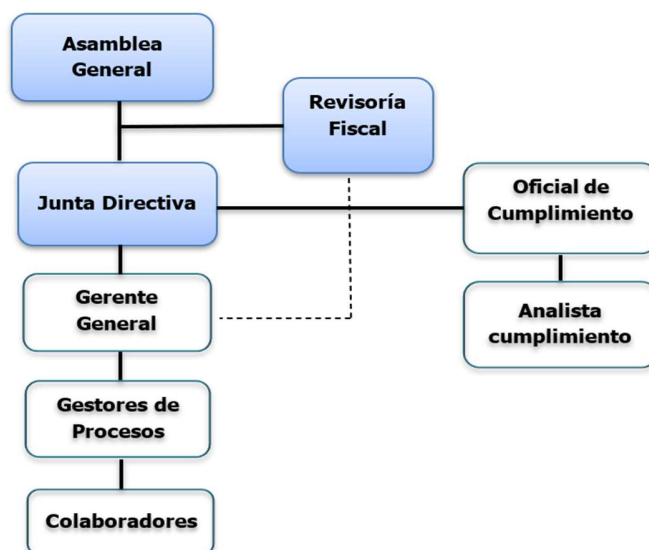 Asamblea
General
Revisoría
Fiscal
Junta Directiva
Oficial de
Cumplimiento
Gerente
General
Analista
cumplimiento
Gestores de
Procesos
Colaboradores